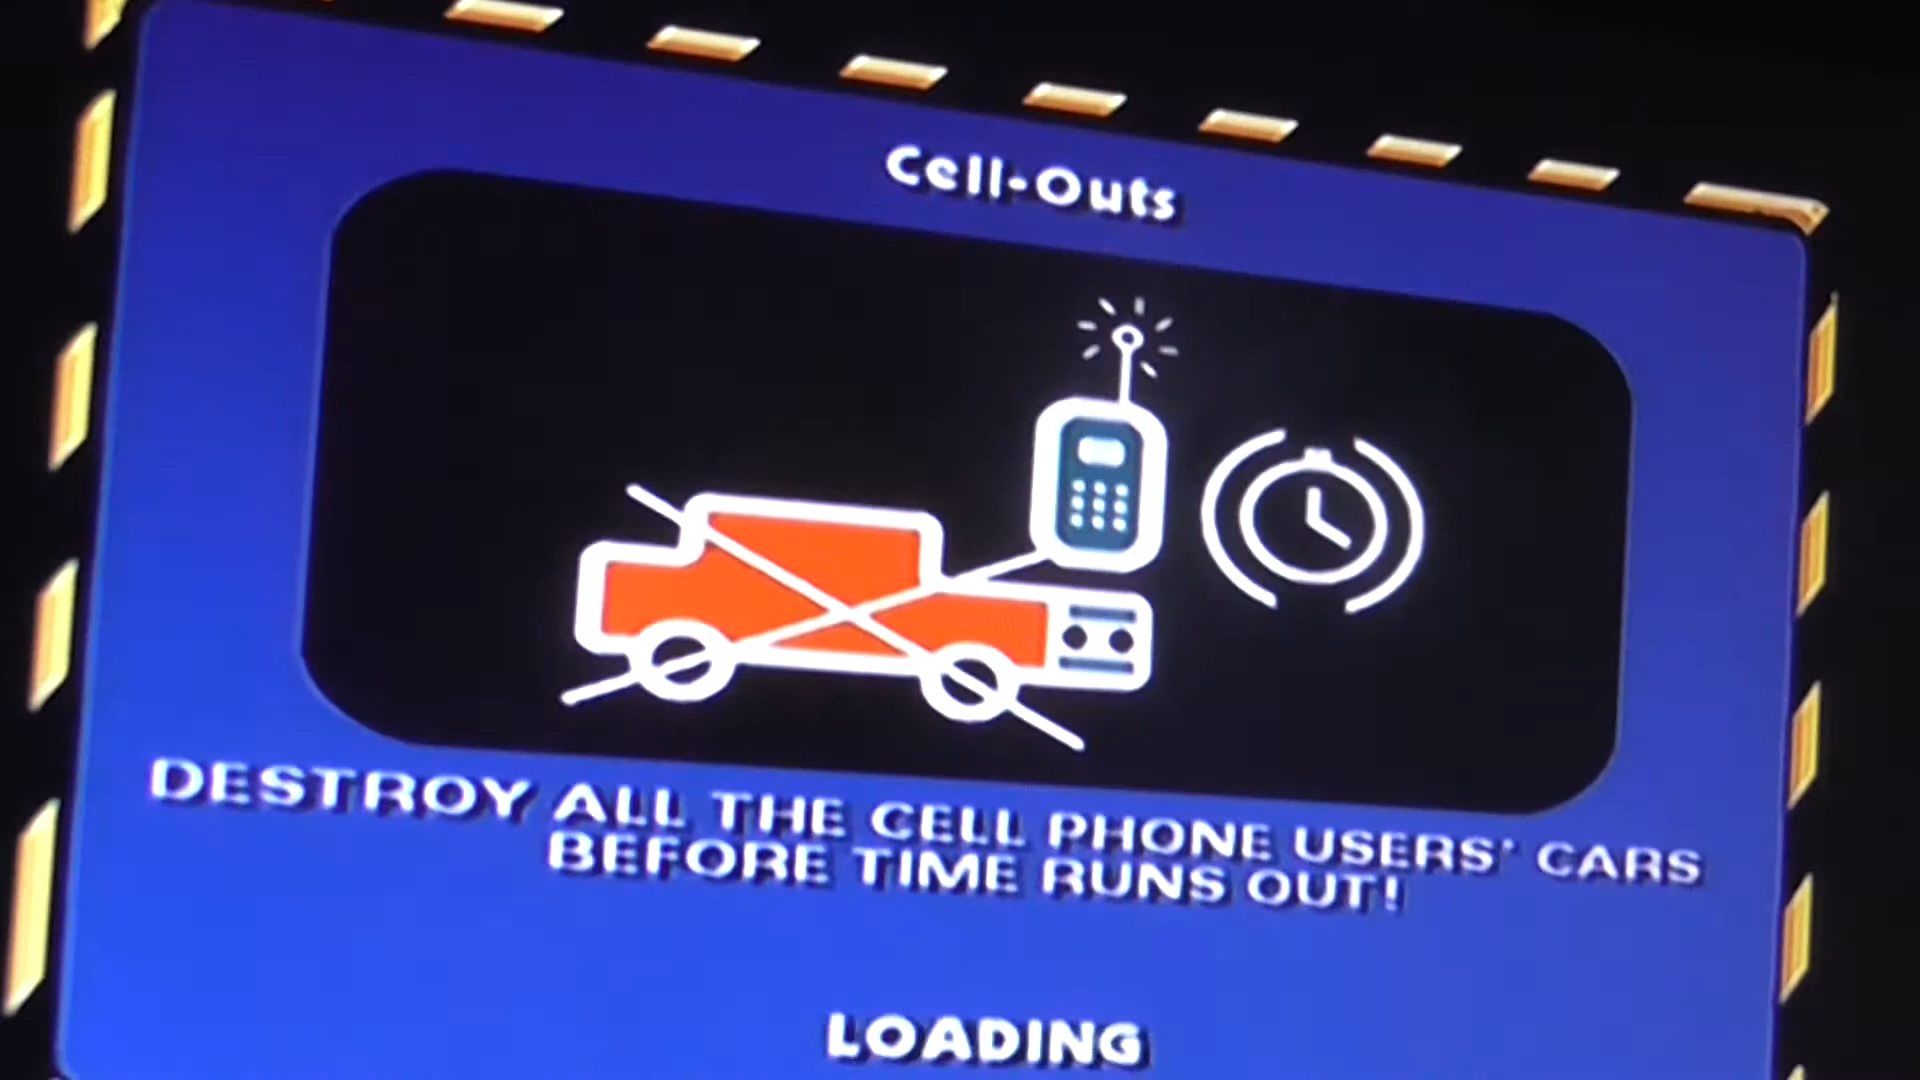 Cell-Outs
DESTROY ALL THE CELL PHONE USERS' CARS
BEFORE TIME RUNS OUT!
LOADING